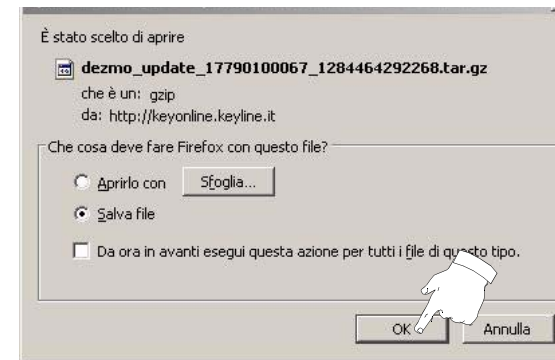 È stato scelto di aprire
dezmo_update_17790100067_1284464292268.tar.gz
che è un: gzip
da: http://keyonline.keyline.it
Che cosa deve fare Firefox con questo file?
Aprirlo con Sfoglia...
Salva file
Da ora in avanti esegui questa azione per tutti i file di questo tipo.
OK Annulla